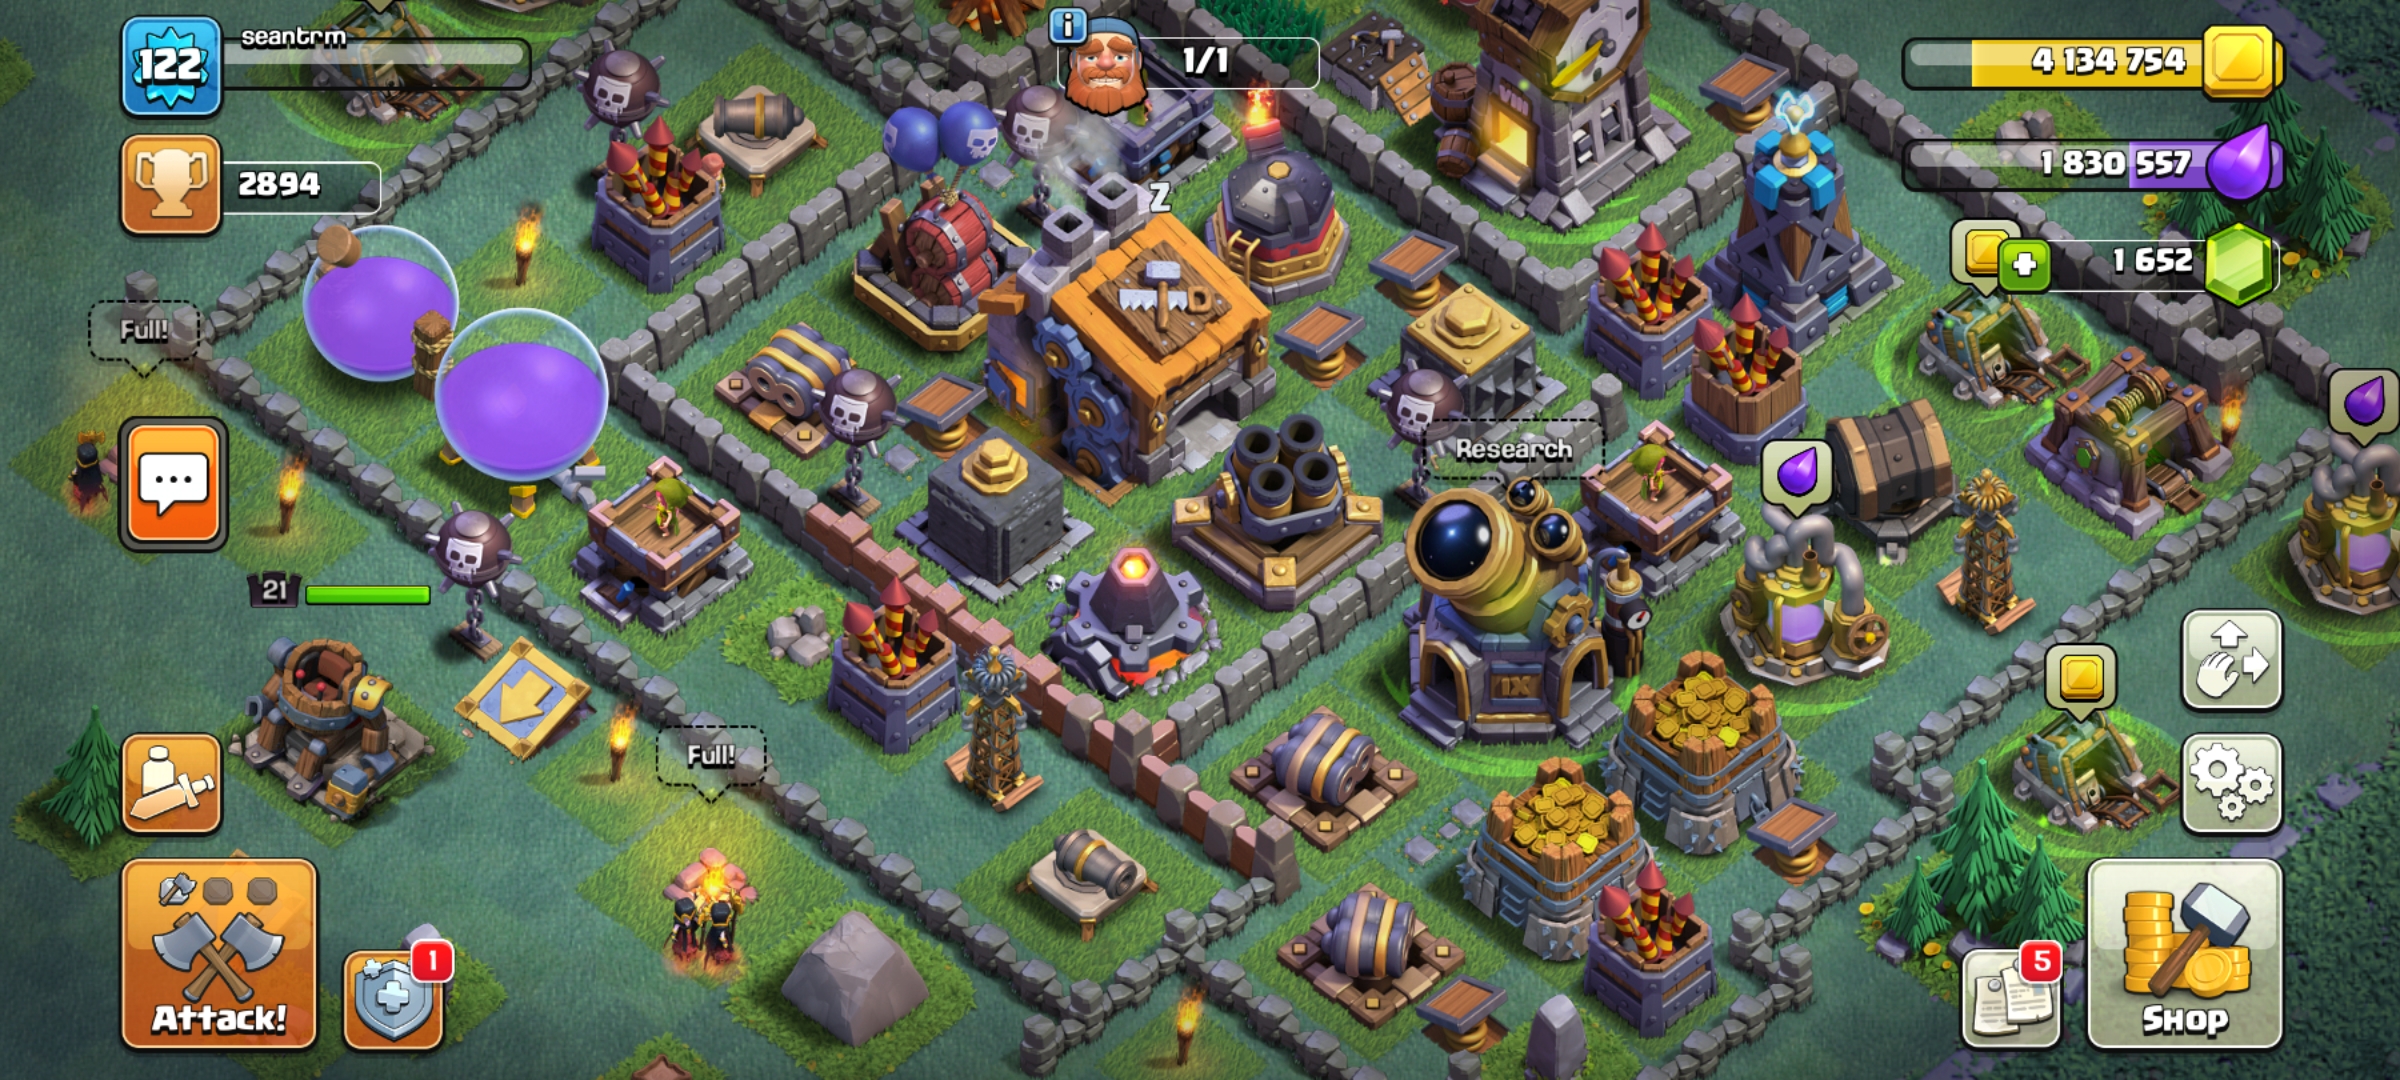 122
seantrm
i
1/1
4 134 754
2894
1 830 557
VIII
Z
1 652
Full!
Research
21
IX
Full!
1
5
Attack!
Shop